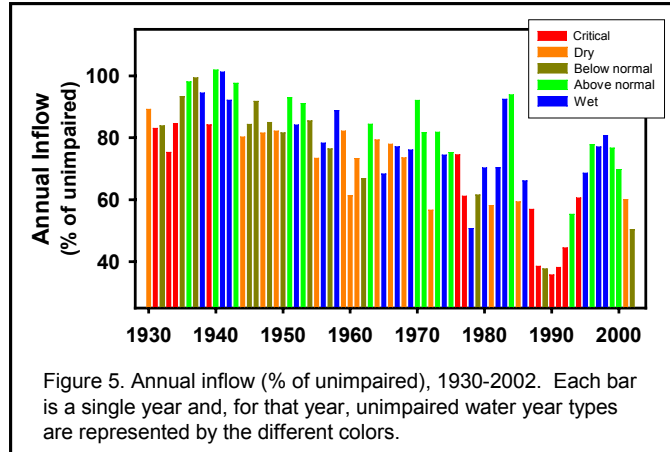 Critical
Dry
Below normal
Above normal
Wet
Annual Inflow
(% of unimpaired)
100
80
60
40
1930 1940 1950 1960 1970 1980 1990 2000
Figure 5. Annual inflow (% of unimpaired), 1930-2002. Each bar
is a single year and, for that year, unimpaired water year types
are represented by the different colors.